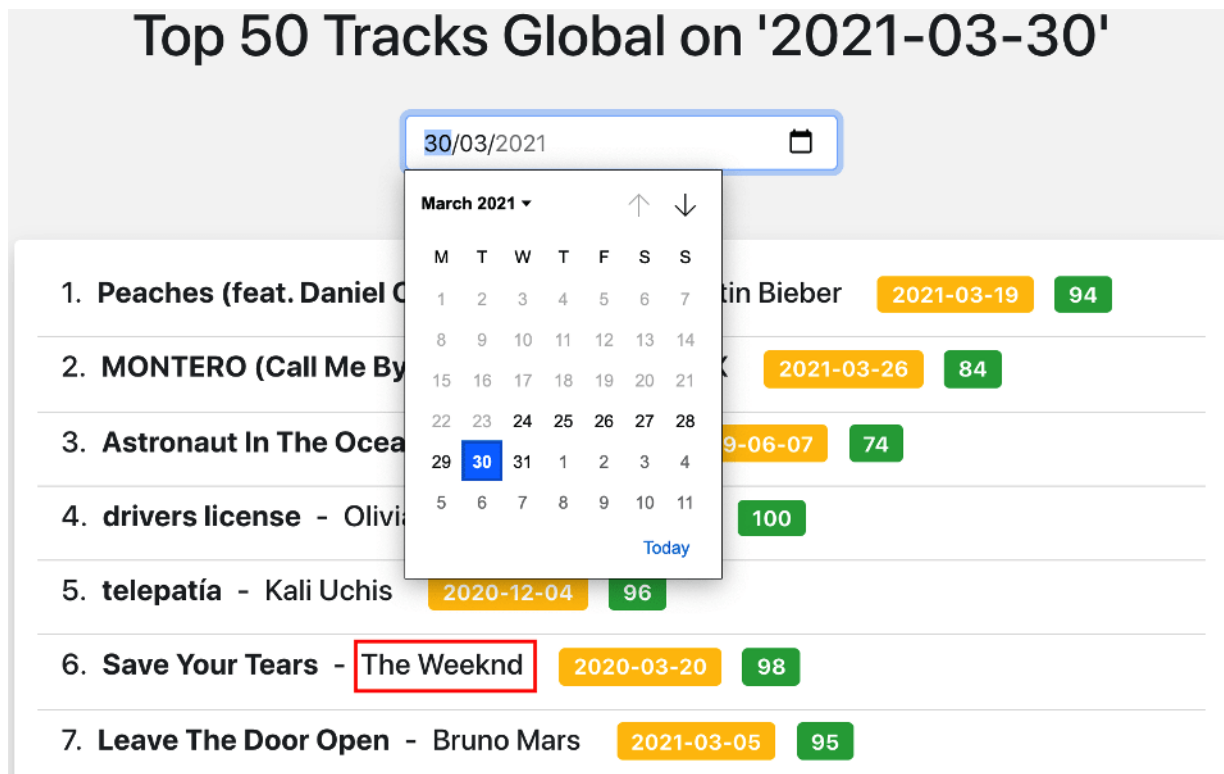 Top 50 Tracks Global on '2021-03-30'
30/03/2021
March 2021
M T W T F S S
1 2 3 4 5 6 7
8 9 10 11 12 13 14
15 16 17 18 19 20 21
22 23 24 25 26 27 28
29 30 31 1 2 3 4
5 6 7 8 9 10 11
Today
1. Peaches (feat. Daniel tin Bieber 2021-03-19 94
2. MONTERO (Call Me By 2021-03-26 84
3. Astronaut In The Ocea 9-06-07 74
4. drivers license - Olivi 100
5. telepatía - Kali Uchis 2020-12-04 96
6. Save Your Tears - The Weeknd 2020-03-20 98
7. Leave The Door Open - Bruno Mars 2021-03-05 95